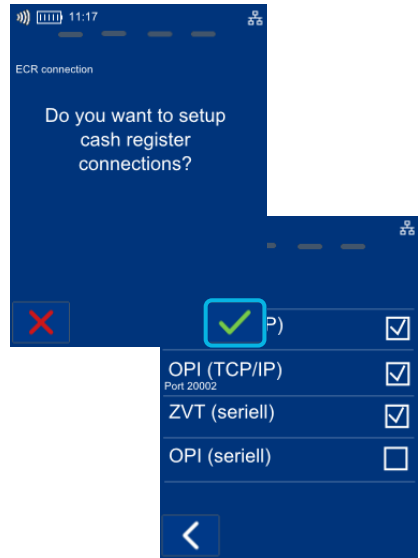 11:17
ECR connection
Do you want to setup
cash register
connections?
P)
OPI (TCP/IP)
Port 20002
ZVT (seriell)
OPI (seriell)